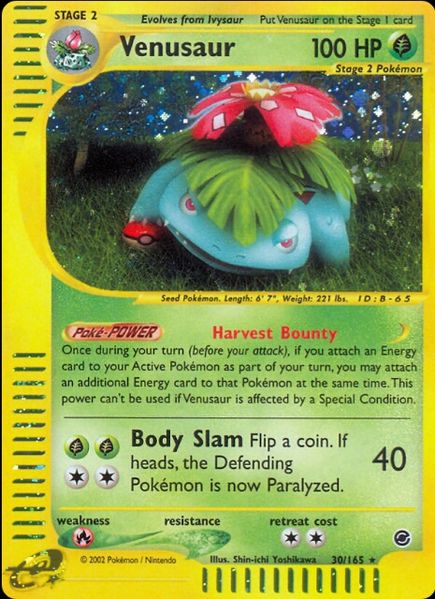 STAGE 2
Evolves from Ivysaur
Put Venusaur on the Stage 1 card
Venusaur
100 HP
Stage 2 Pokémon
Seed Pokémon. Length: 6' 7", Weight: 221 lbs. ID: B-65
Poké-POWER
Harvest Bounty
Once during your turn (before your attack), if you attach an Energy
card to your Active Pokémon as part of your turn, you may attach
an additional Energy card to that Pokémon at the same time. This
power can't be used if Venusaur is affected by a Special Condition.
Body Slam Flip a coin. If
heads, the Defending
Pokémon is now Paralyzed.
40
weakness
resistance
retreat cost
© 2002 Pokémon / Nintendo
Illus. Shin-ichi Yoshikawa
30/165 ★